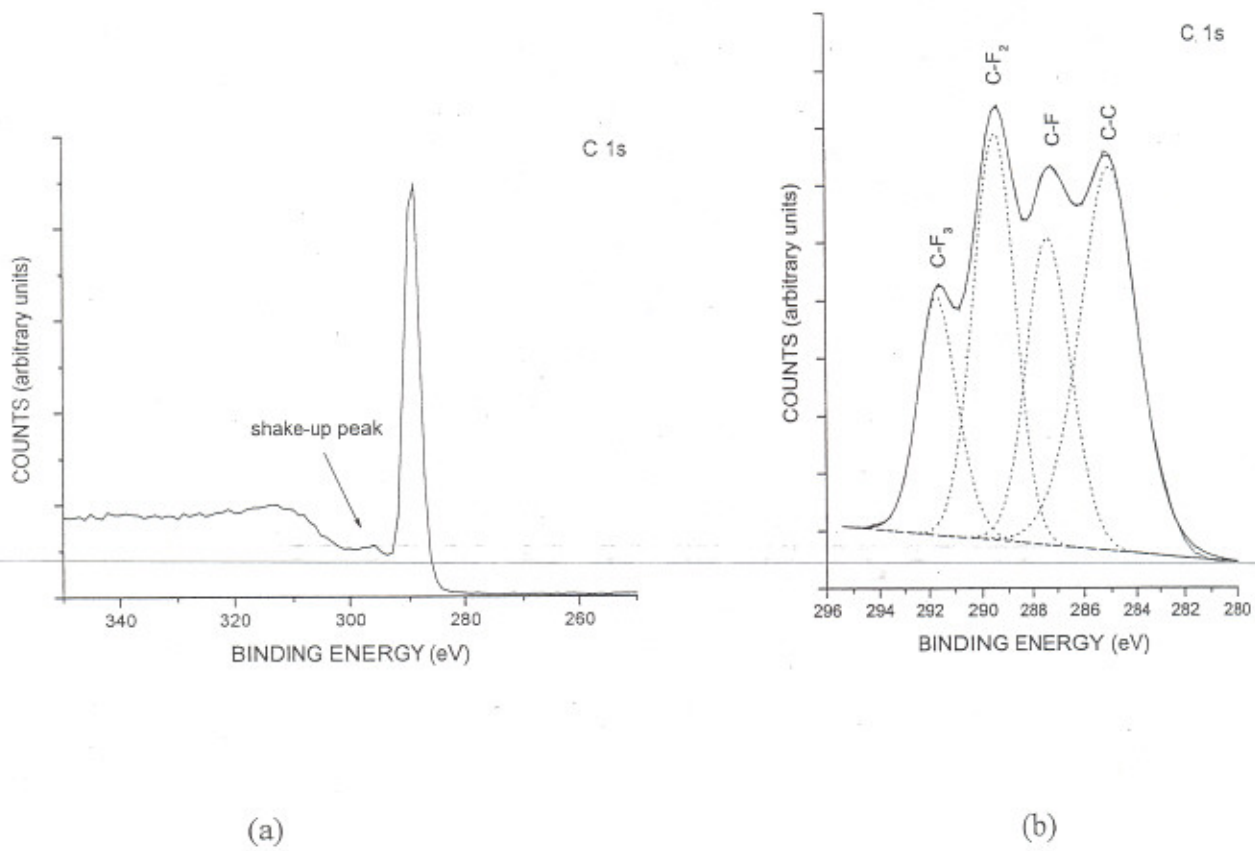 C 1s
COUNTS (arbitrary units)
shake-up peak
340 320 300 280 260
BINDING ENERGY (eV)
(a)
C 1s
C-F₃
C-F₂
C-F
C-C
COUNTS (arbitrary units)
296 294 292 290 288 286 284 282 280
BINDING ENERGY (eV)
(b)